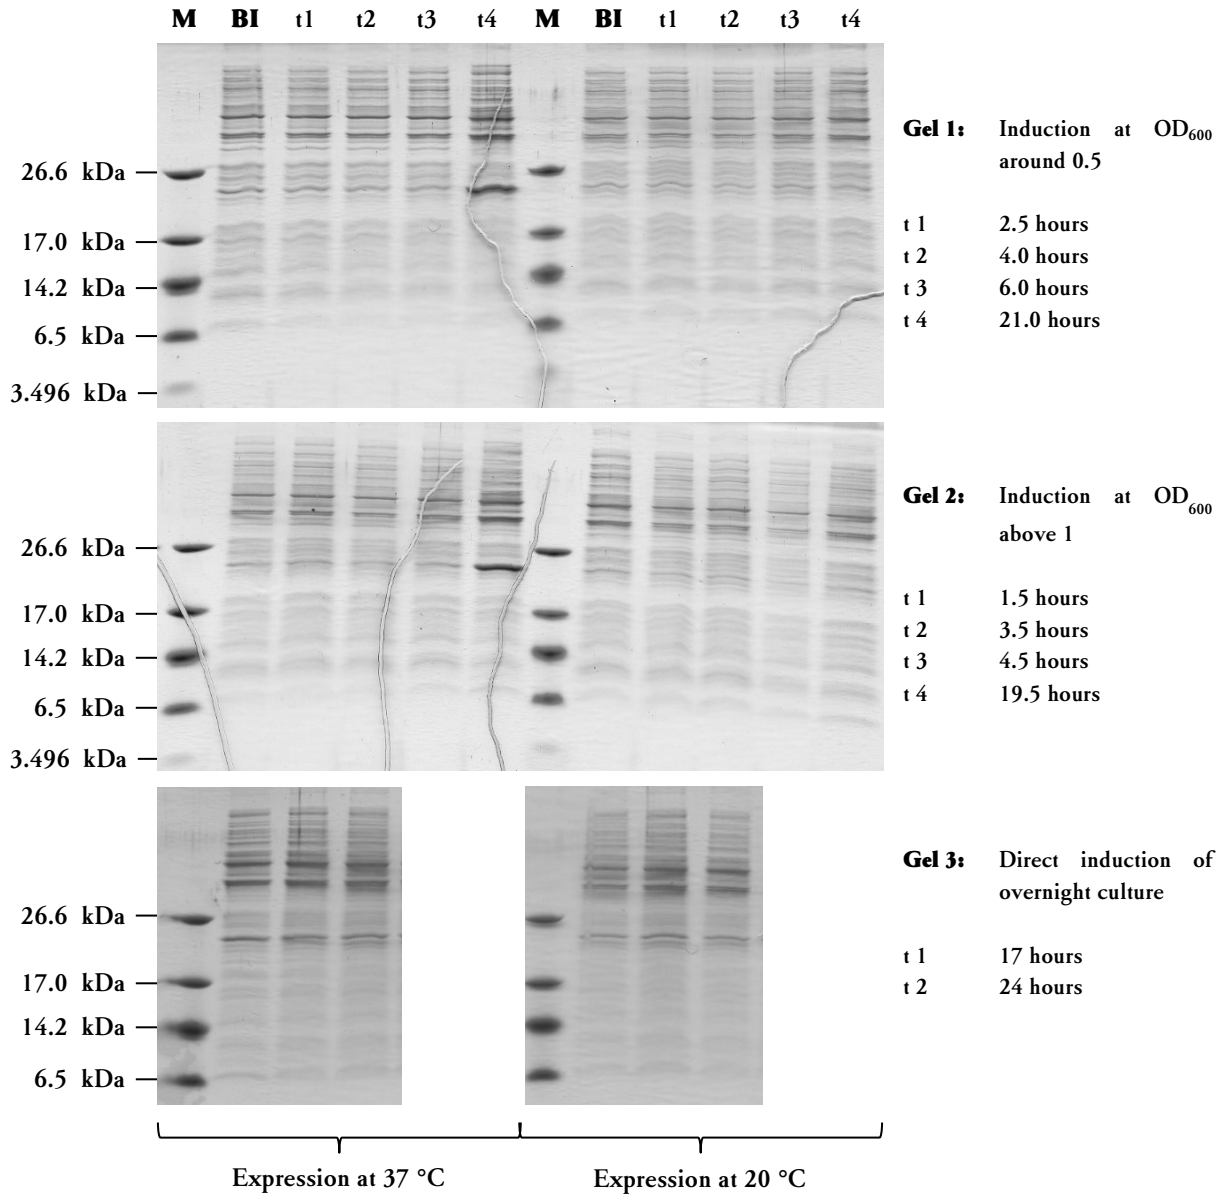 M BI t1 t2 t3 t4 M BI t1 t2 t3 t4
26.6 kDa
17.0 kDa
14.2 kDa
6.5 kDa
3.496 kDa
Gel 1: Induction at OD600
around 0.5
t 1 2.5 hours
t 2 4.0 hours
t 3 6.0 hours
t 4 21.0 hours
26.6 kDa
17.0 kDa
14.2 kDa
6.5 kDa
3.496 kDa
Gel 2: Induction at OD600
above 1
t 1 1.5 hours
t 2 3.5 hours
t 3 4.5 hours
t 4 19.5 hours
26.6 kDa
17.0 kDa
14.2 kDa
6.5 kDa
Gel 3: Direct induction of
overnight culture
t 1 17 hours
t 2 24 hours
Expression at 37 °C Expression at 20 °C